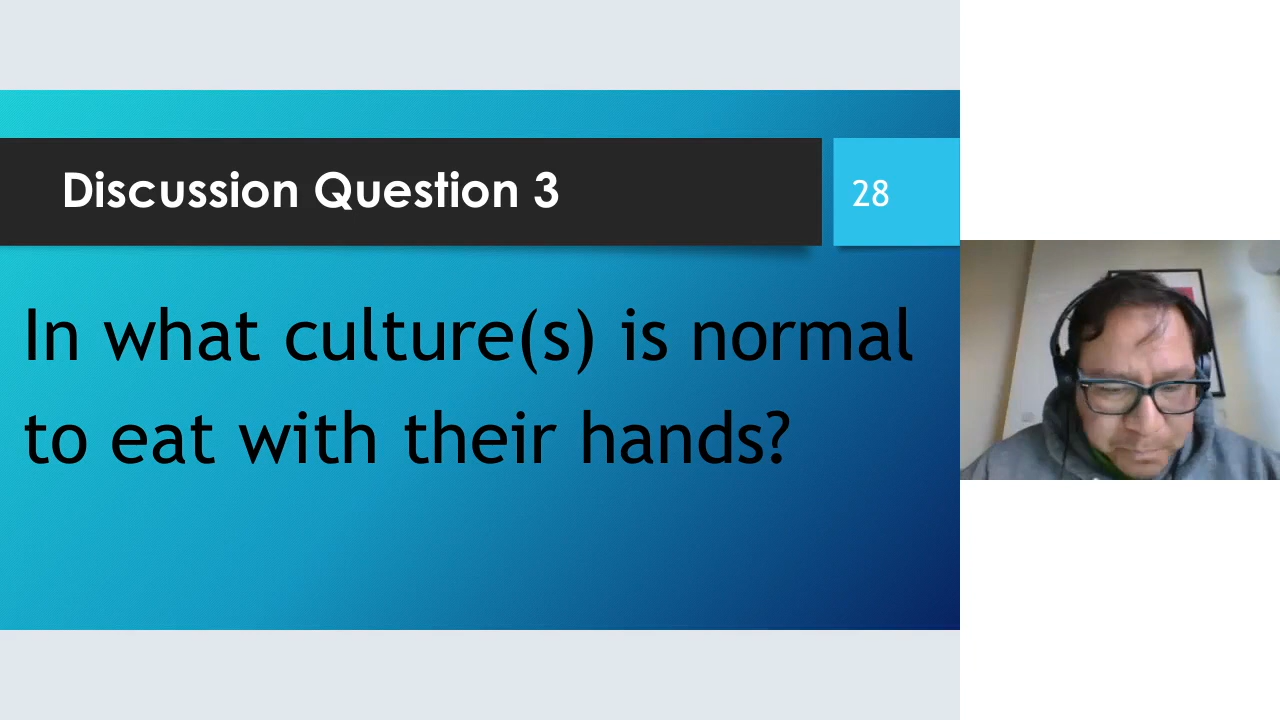 Discussion Question 3
28
In what culture(s) is normal
to eat with their hands?